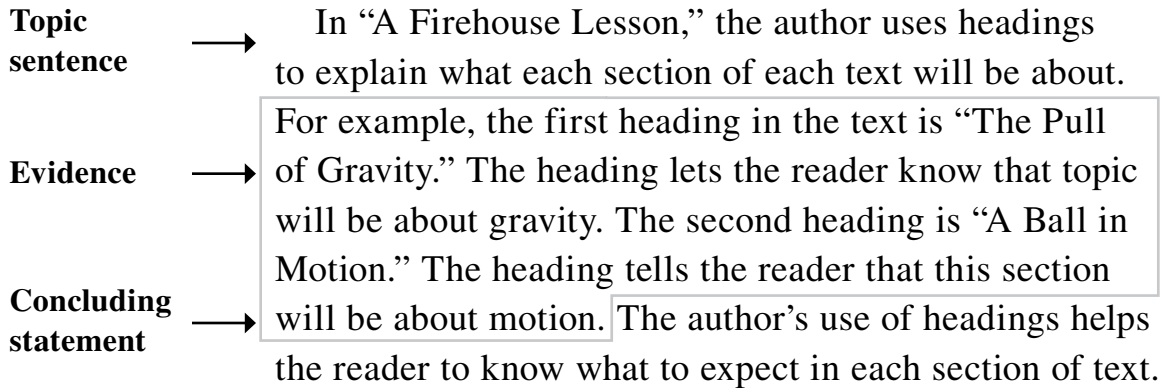 Topic
sentence
In “A Firehouse Lesson,” the author uses headings
to explain what each section of each text will be about.
Evidence
For example, the first heading in the text is “The Pull
of Gravity.” The heading lets the reader know that topic
will be about gravity. The second heading is “A Ball in
Motion.” The heading tells the reader that this section
Concluding
statement
will be about motion. The author’s use of headings helps
the reader to know what to expect in each section of text.